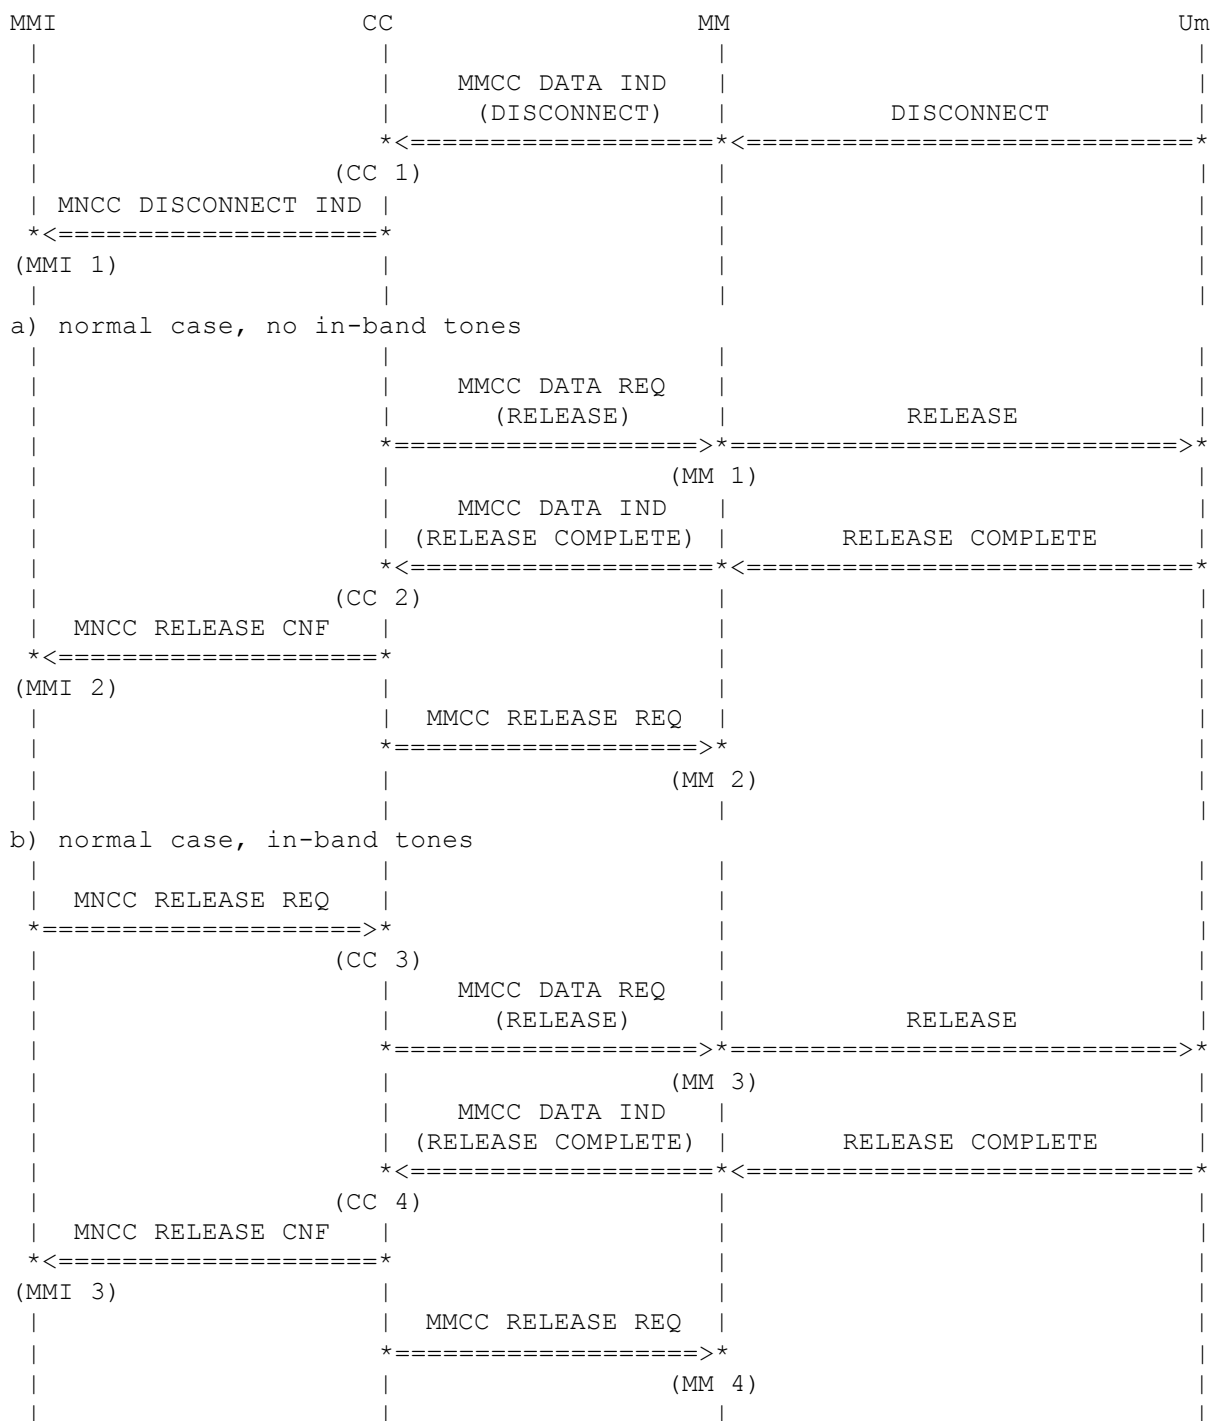 MMI CC MM Um
MMCC DATA IND
(DISCONNECT) DISCONNECT
*<===================*<============================*
(CC 1)
MNCC DISCONNECT IND
*<====================*
(MMI 1)
a) normal case, no in-band tones
MMCC DATA REQ
(RELEASE) RELEASE
*===================>*============================>*
(MM 1)
MMCC DATA IND
(RELEASE COMPLETE) RELEASE COMPLETE
*<===================*<============================*
(CC 2)
MNCC RELEASE CNF
*<====================*
(MMI 2)
MMCC RELEASE REQ
*===================>*
(MM 2)
b) normal case, in-band tones
MNCC RELEASE REQ
*====================>*
(CC 3)
MMCC DATA REQ
(RELEASE) RELEASE
*===================>*============================>*
(MM 3)
MMCC DATA IND
(RELEASE COMPLETE) RELEASE COMPLETE
*<===================*<============================*
(CC 4)
MNCC RELEASE CNF
*<====================*
(MMI 3)
MMCC RELEASE REQ
*===================>*
(MM 4)